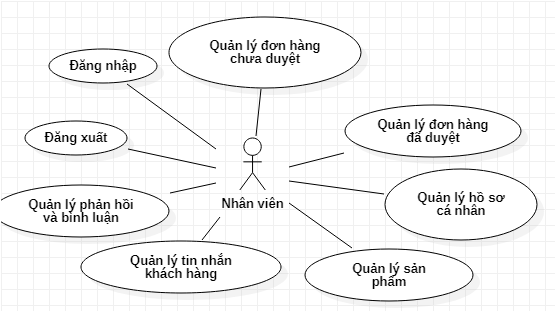 Quản lý đơn hàng
chưa duyệt
Đăng nhập
Quản lý đơn hàng
đã duyệt
Đăng xuất
Quản lý phản hồi
và bình luận
Nhân viên
Quản lý hồ sơ
cá nhân
Quản lý tin nhắn
khách hàng
Quản lý sản
phẩm